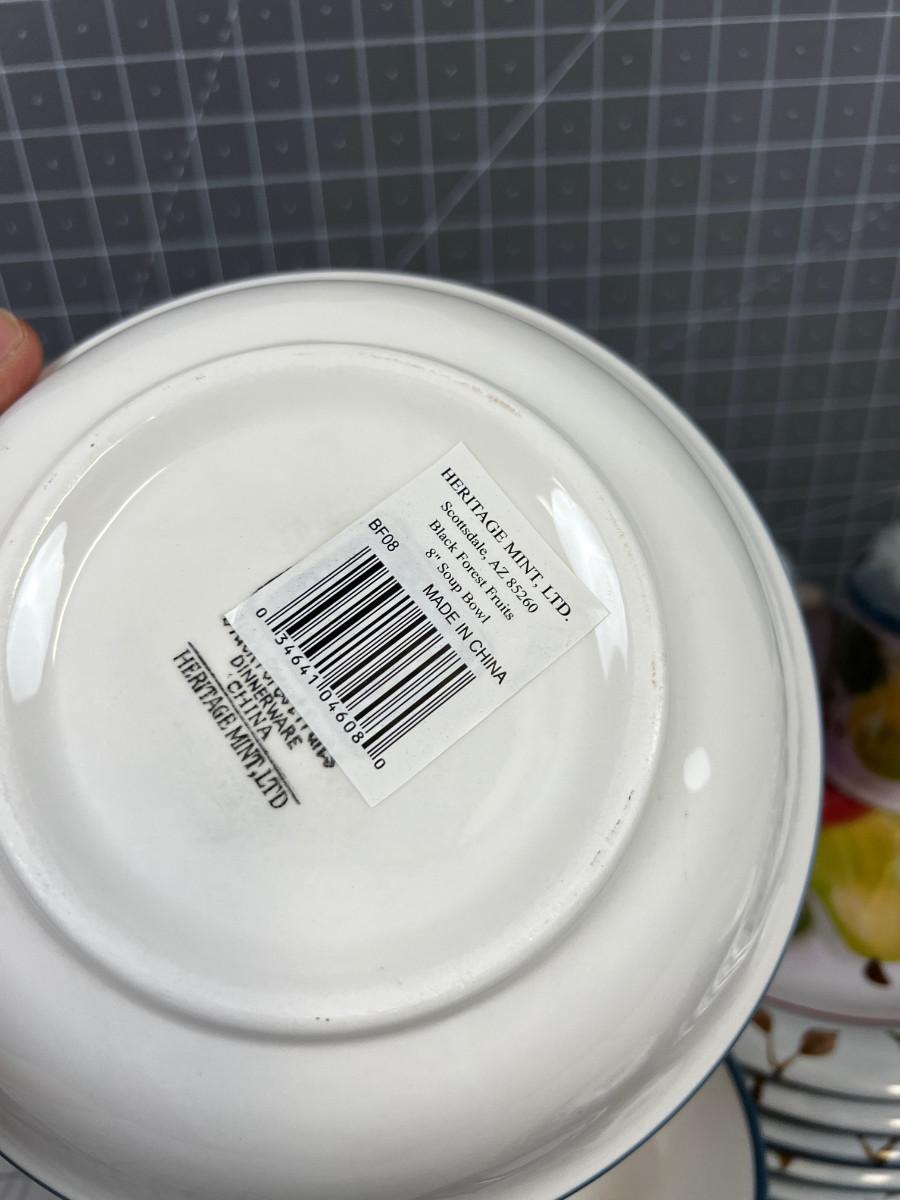 HERITAGE MINT, LTD.
Scottsdale, AZ 85260
Black Forest Fruits
8" Soup Bowl
MADE IN CHINA
BF08
0 34641 04608 0
DINNERWARE
CHINA
HERITAGE MINT, LTD